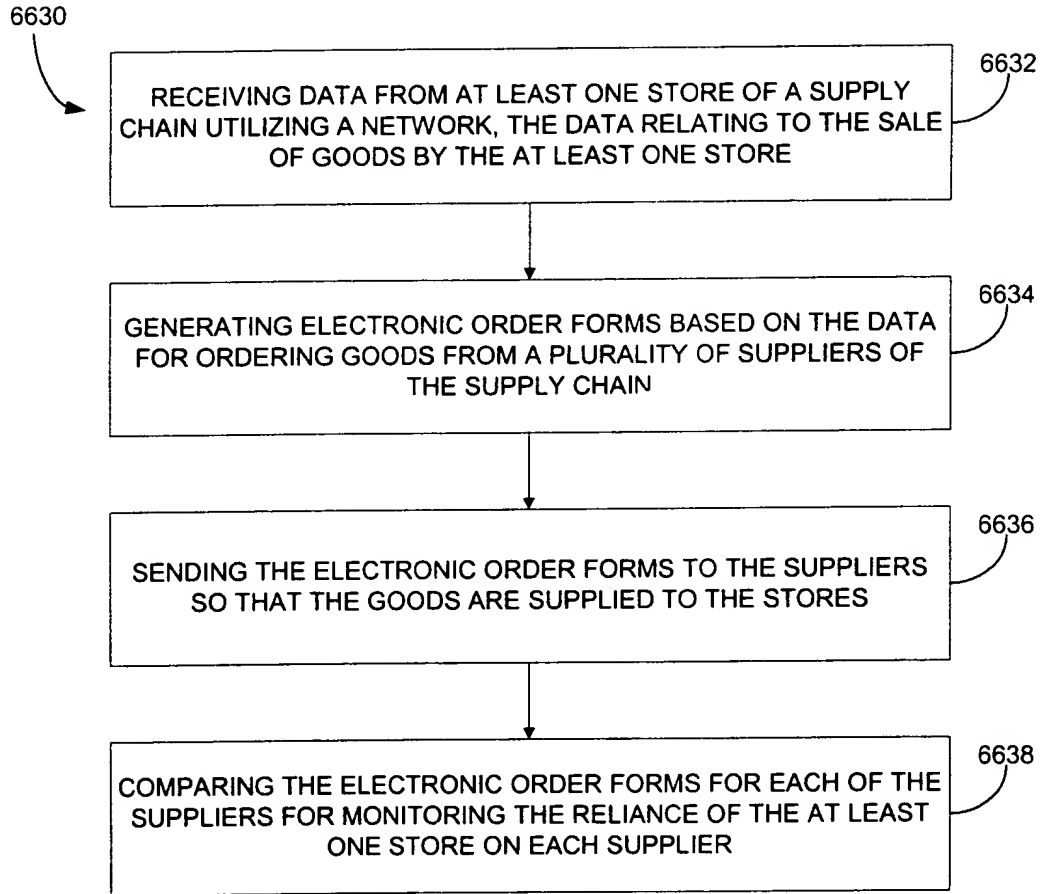 6630
6632
RECEIVING DATA FROM AT LEAST ONE STORE OF A SUPPLY
CHAIN UTILIZING A NETWORK, THE DATA RELATING TO THE SALE
OF GOODS BY THE AT LEAST ONE STORE
6634
GENERATING ELECTRONIC ORDER FORMS BASED ON THE DATA
FOR ORDERING GOODS FROM A PLURALITY OF SUPPLIERS OF
THE SUPPLY CHAIN
6636
SENDING THE ELECTRONIC ORDER FORMS TO THE SUPPLIERS
SO THAT THE GOODS ARE SUPPLIED TO THE STORES
6638
COMPARING THE ELECTRONIC ORDER FORMS FOR EACH OF THE
SUPPLIERS FOR MONITORING THE RELIANCE OF THE AT LEAST
ONE STORE ON EACH SUPPLIER